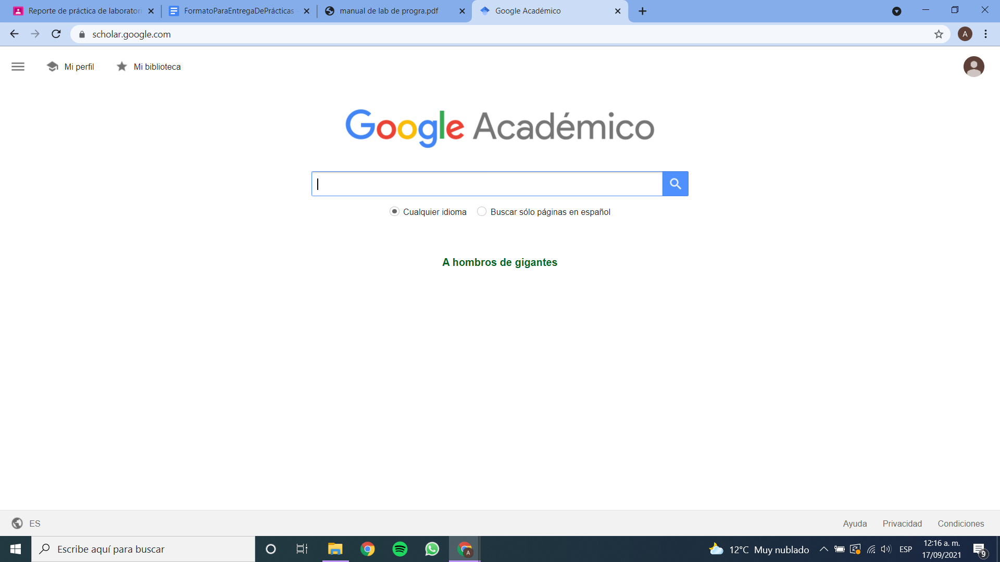 Reporte de práctica de laboratori
FormatoParaEntregaDePrácticas
manual de lab de progra.pdf
Google Académico
scholar.google.com
A
Mi perfil
Mi biblioteca
Google Académico
Cualquier idioma
Buscar sólo páginas en español
A hombros de gigantes
ES
Ayuda
Privacidad
Condiciones
Escribe aquí para buscar
A
12°C Muy nublado
ESP
12:16 a. m.
17/09/2021
9